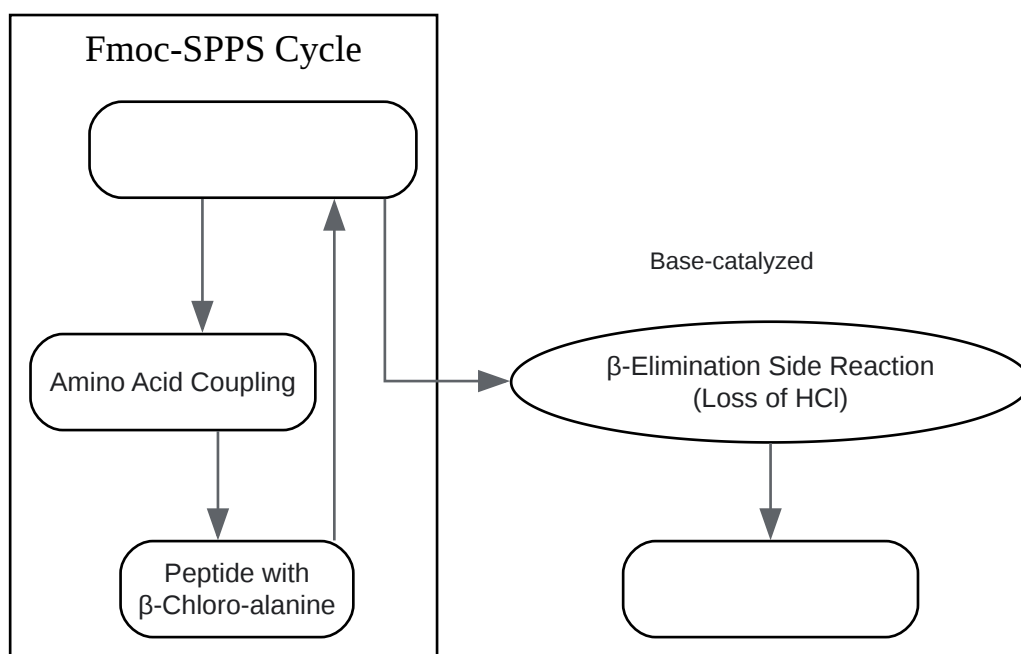 Fmoc-SPPS Cycle
Base-catalyzed
Amino Acid Coupling
β-Elimination Side Reaction
(Loss of HCl)
Peptide with
β-Chloro-alanine